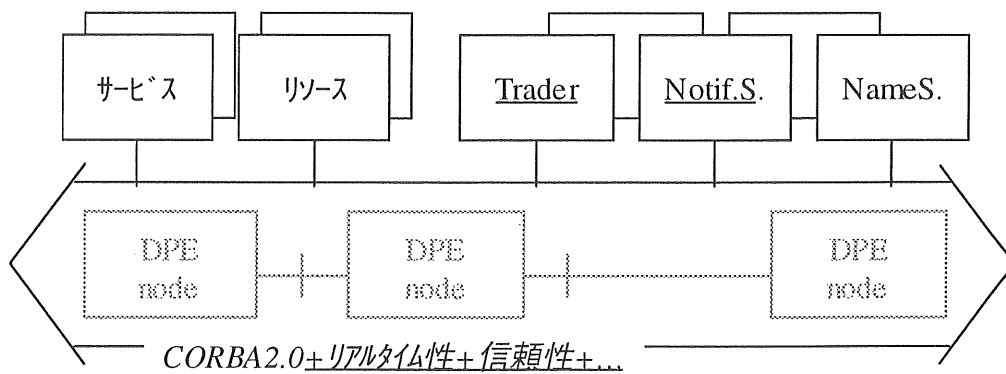 サービス
リソース
Trader
Notif.S.
NameS.
DPE
node
DPE
node
DPE
node
CORBA2.0+リアルタイム性+信頼性+...